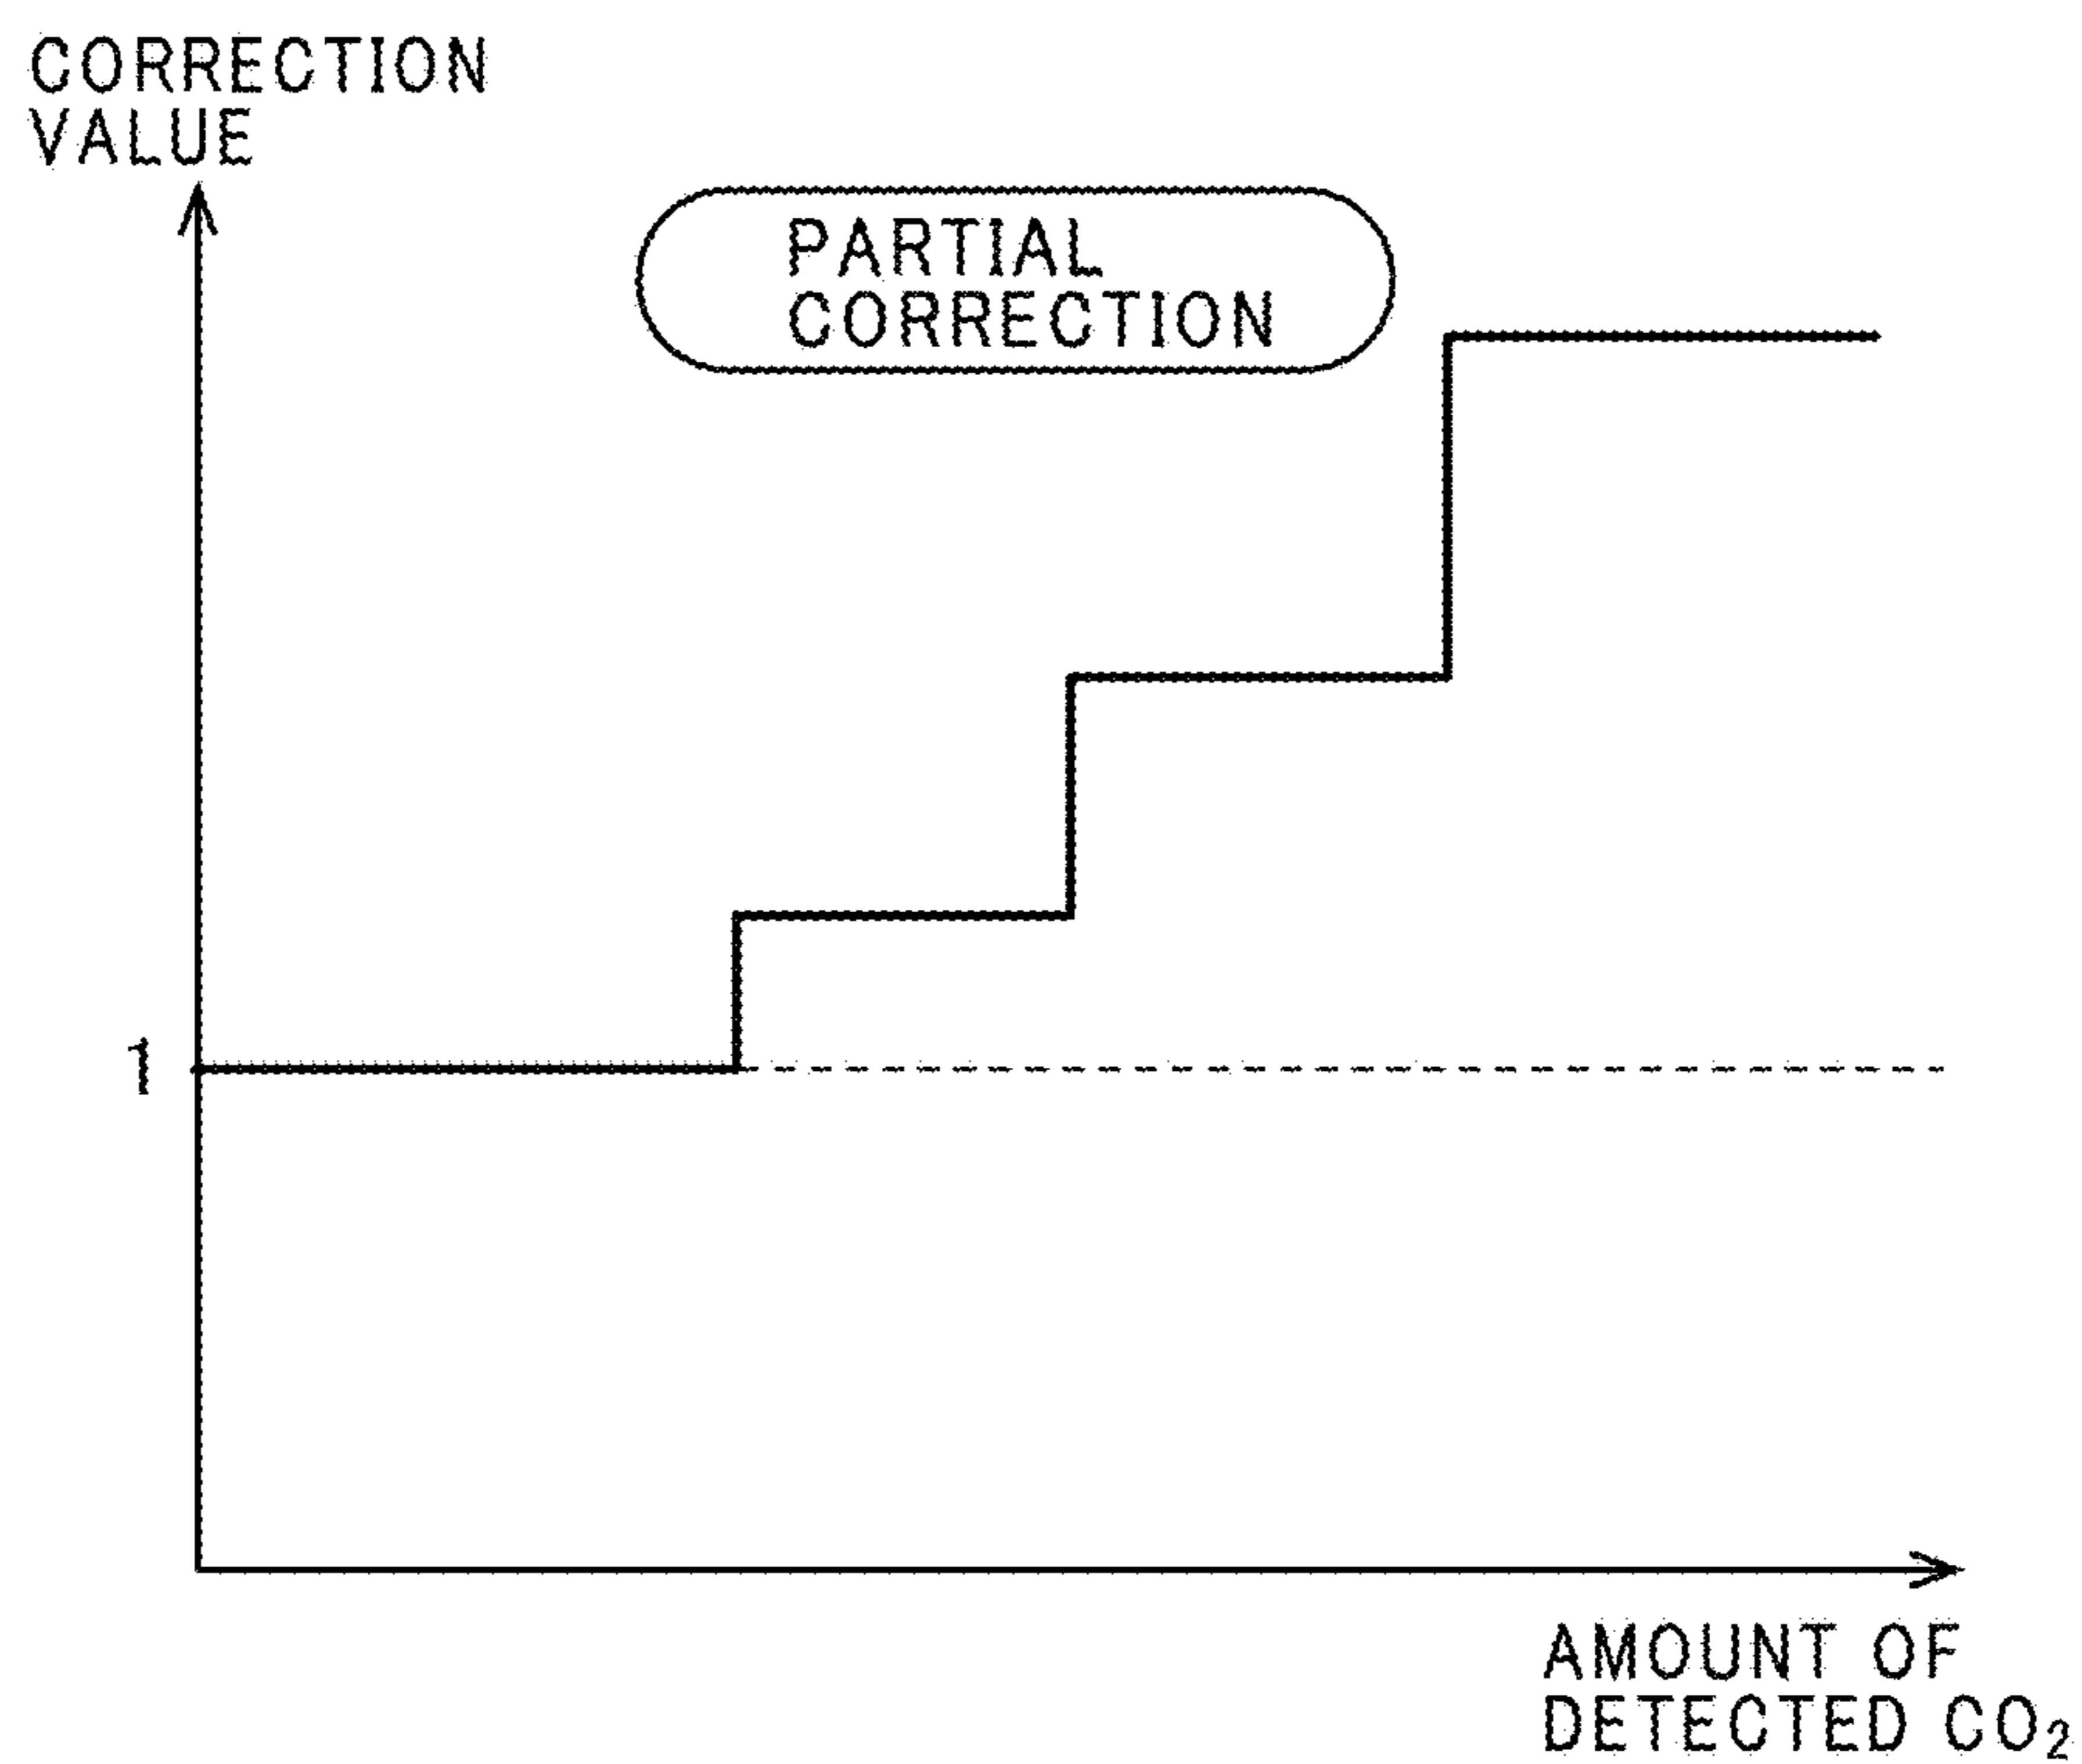 CORRECTION
VALUE
PARTIAL
CORRECTION
1
AMOUNT OF
DETECTED CO₂